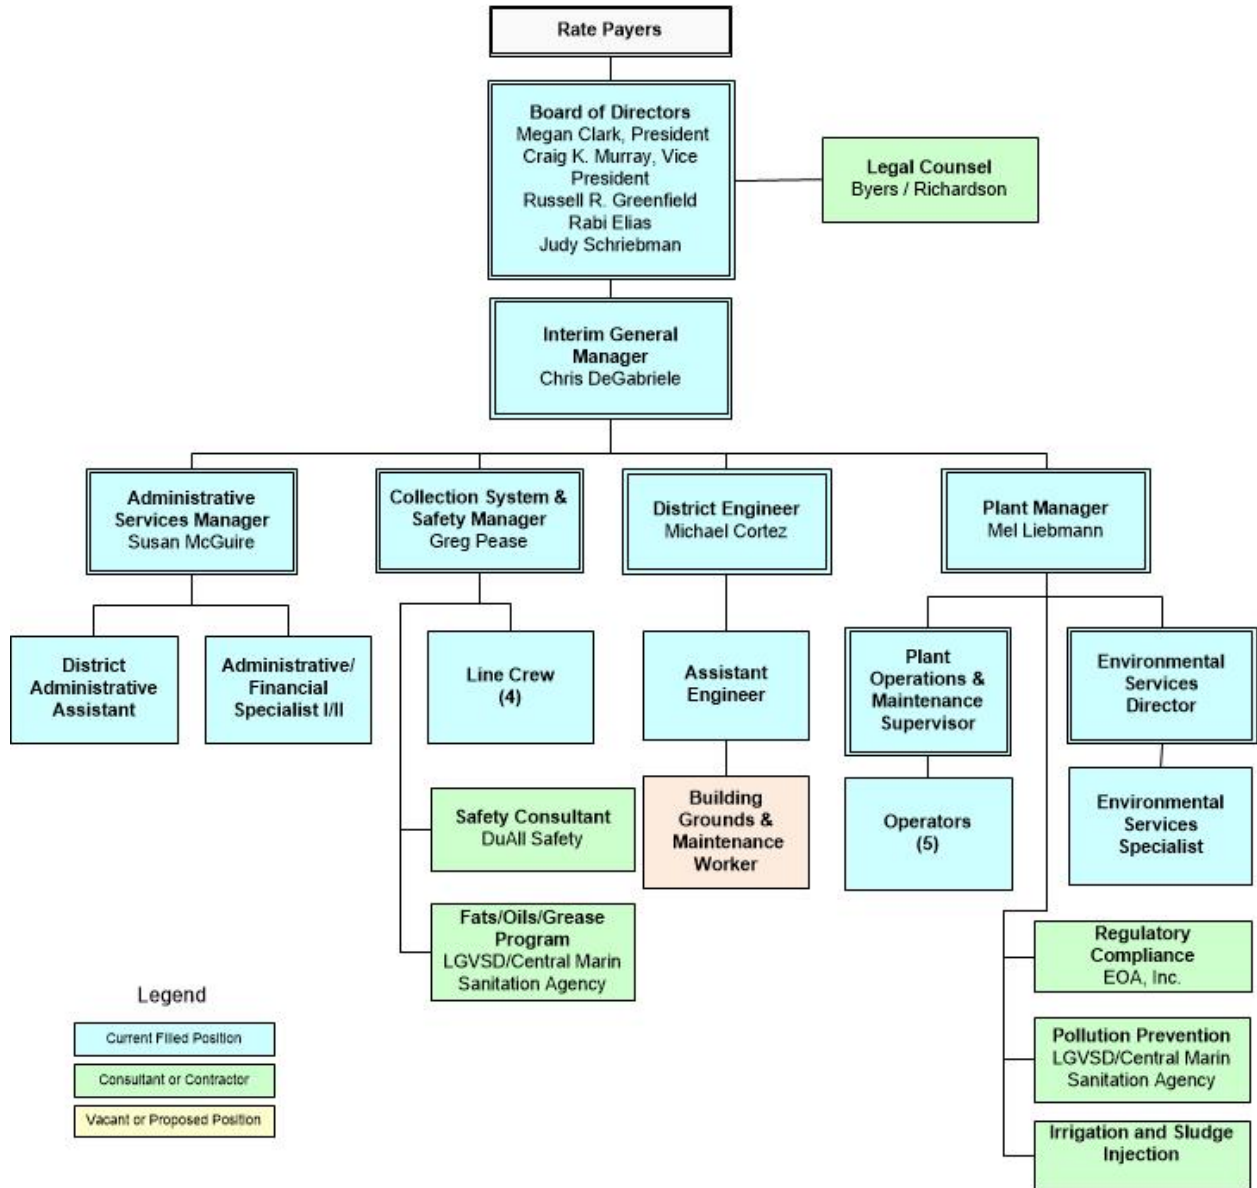 Rate Payers
Board of Directors
Megan Clark, President
Craig K. Murray, Vice
President
Russell R. Greenfield
Rabi Elias
Judy Schriebman
Legal Counsel
Byers / Richardson
Interim General
Manager
Chris DeGabriele
Administrative
Services Manager
Susan McGuire
Collection System &
Safety Manager
Greg Pease
District Engineer
Michael Cortez
Plant Manager
Mel Liebmann
District
Administrative
Assistant
Administrative/
Financial
Specialist I/II
Line Crew
(4)
Assistant
Engineer
Plant
Operations &
Maintenance
Supervisor
Environmental
Services
Director
Safety Consultant
DuAll Safety
Building
Grounds &
Maintenance
Worker
Operators
(5)
Environmental
Services
Specialist
Fats/Oils/Grease
Program
LGVSD/Central Marin
Sanitation Agency
Regulatory
Compliance
EOA, Inc.
Pollution Prevention
LGVSD/Central Marin
Sanitation Agency
Irrigation and Sludge
Injection
Legend
Current Filled Position
Consultant or Contractor
Vacant or Proposed Position